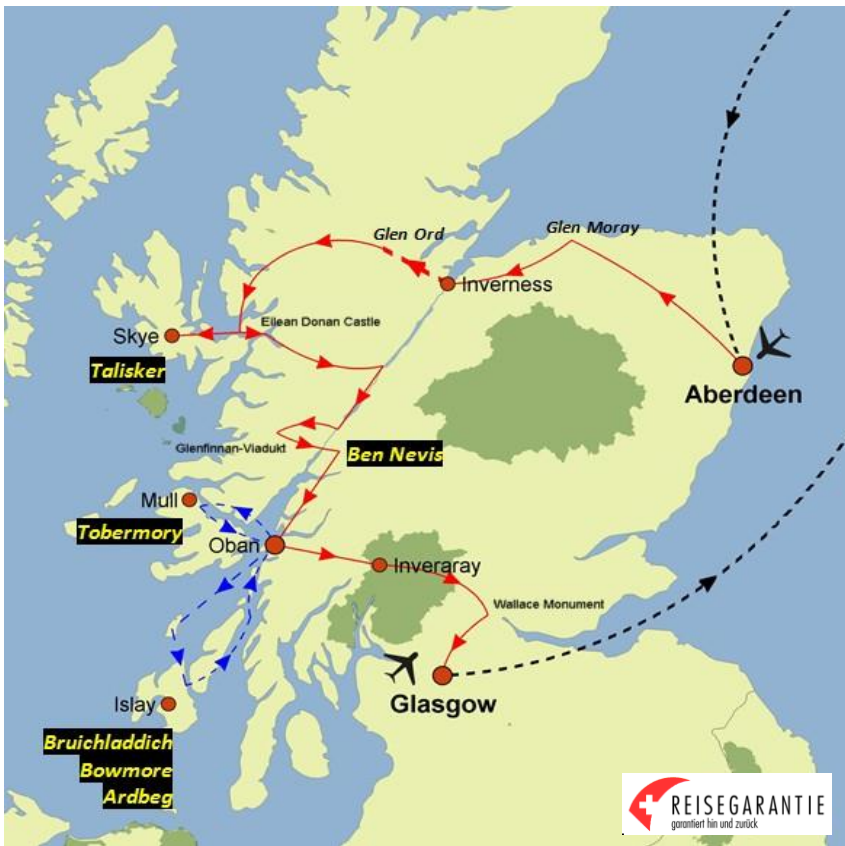 Glen Moray
Glen Ord
Inverness
Eilean Donan Castle
Skye
Talisker
Aberdeen
Glenfinnan-Viadukt
Ben Nevis
Mull
Tobermory
Oban
Inveraray
Wallace Monument
Glasgow
Islay
Bruichladdich
Bowmore
Ardbeg
REISEGARANTIE
garantiert hin und zurück